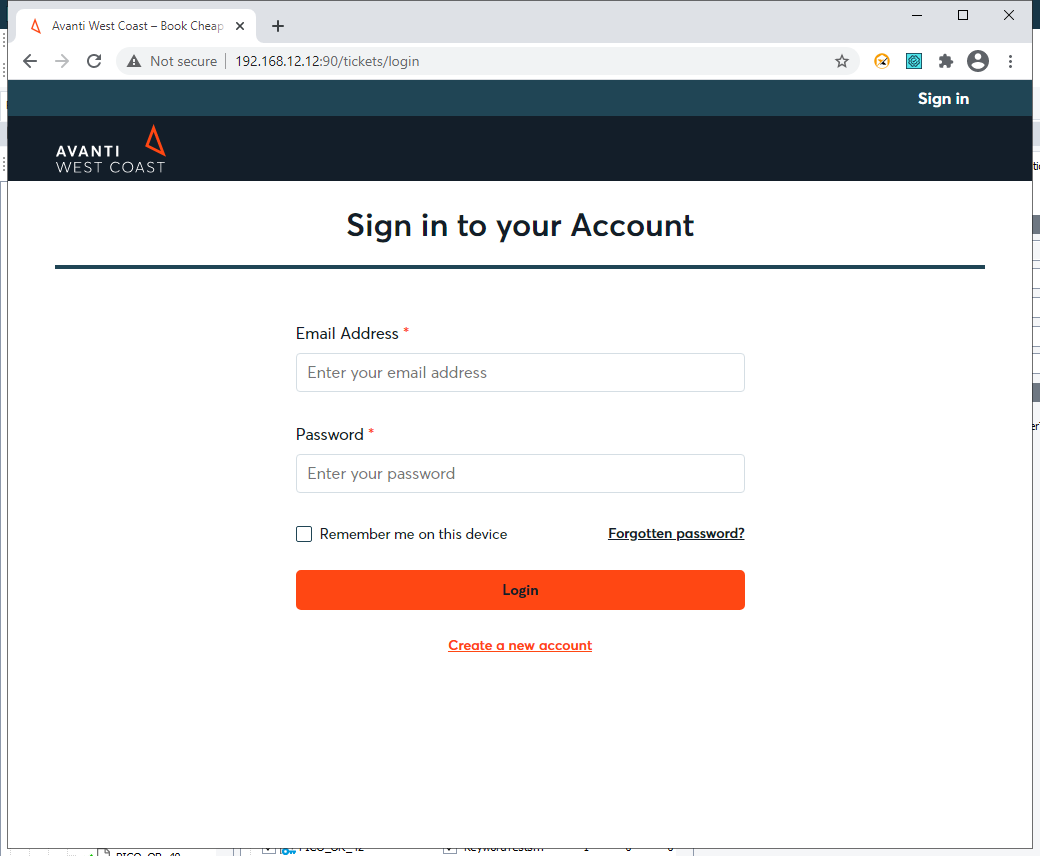 Avanti West Coast – Book Cheap
Not secure | 192.168.12.12:90/tickets/login
Sign in
AVANTI
WEST COAST
Sign in to your Account
Email Address *
Enter your email address
Password *
Enter your password
Remember me on this device
Forgotten password?
Login
Create a new account